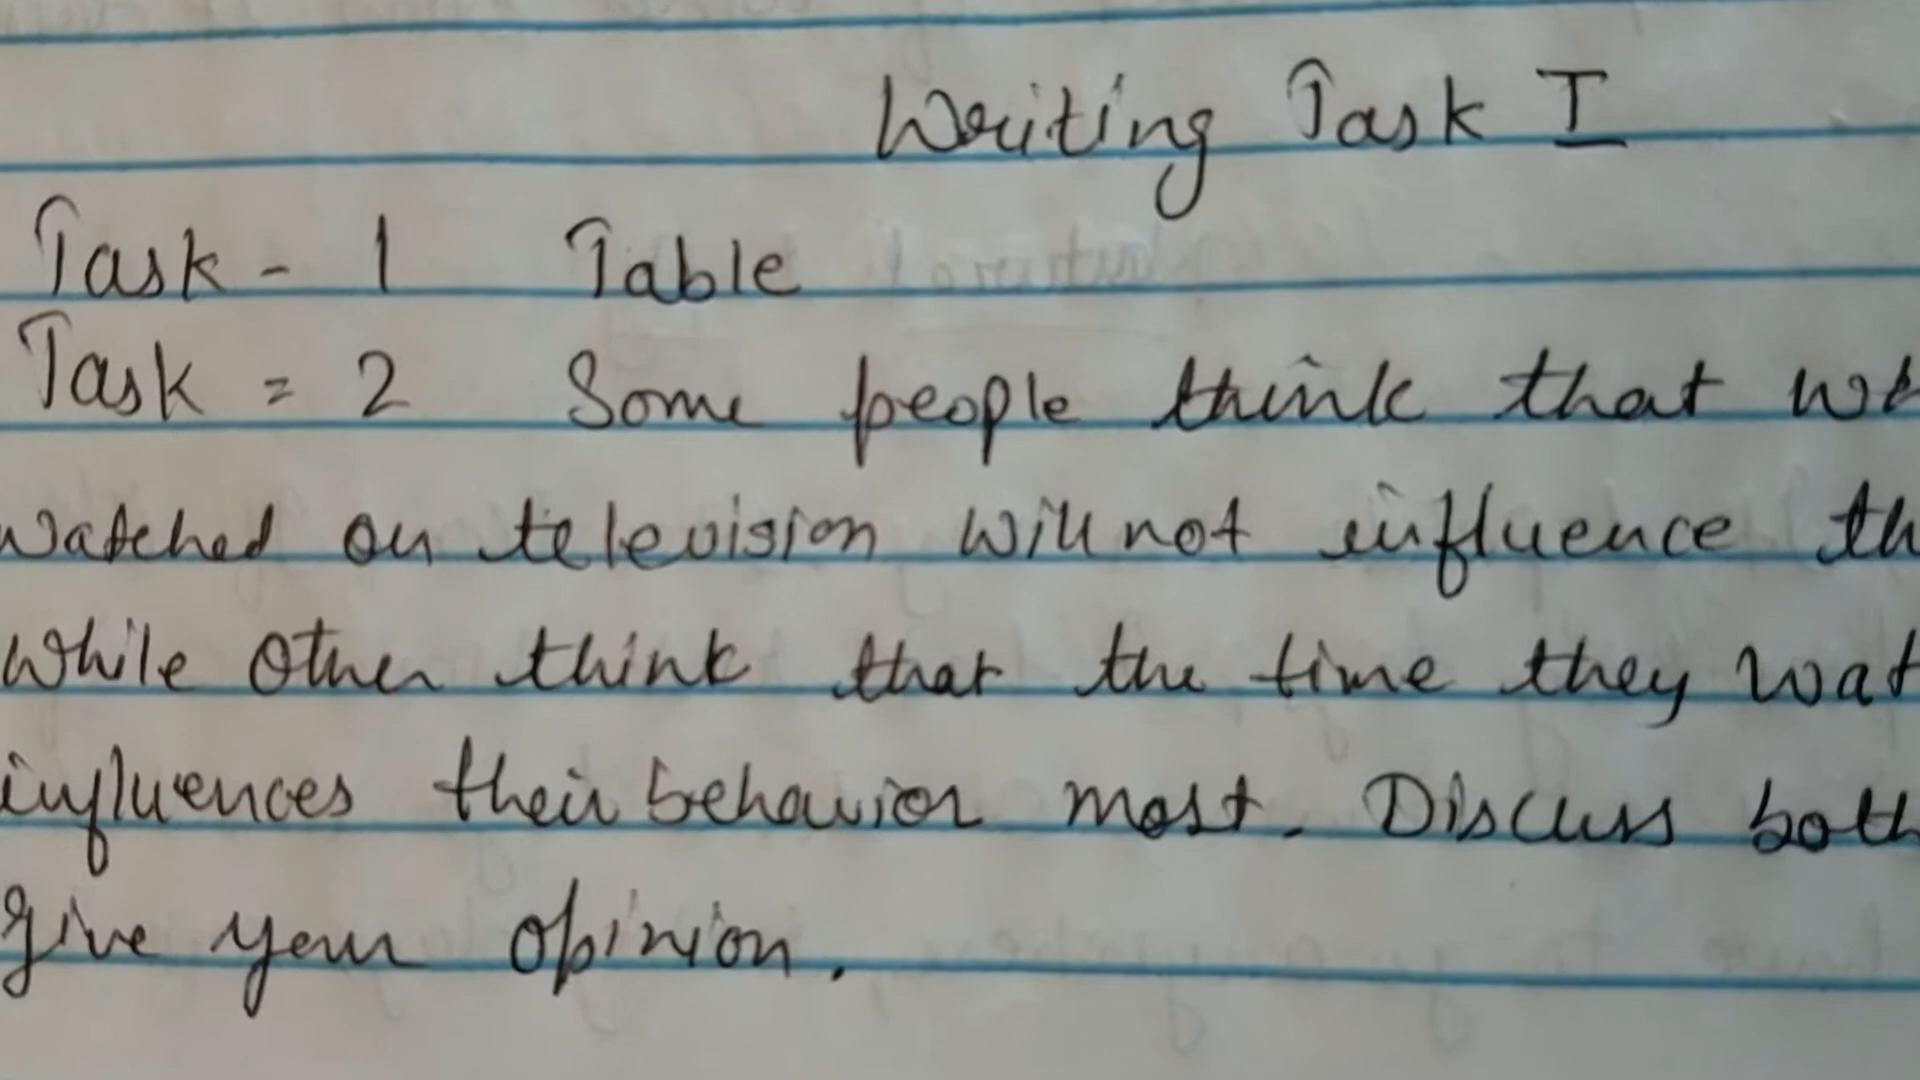 Writing Task I
Task - 1 Table
Task = 2 Some people think that
watched on television will not influence
while other think that the time they
influences their behavior most. Discuss both
give your opinion.